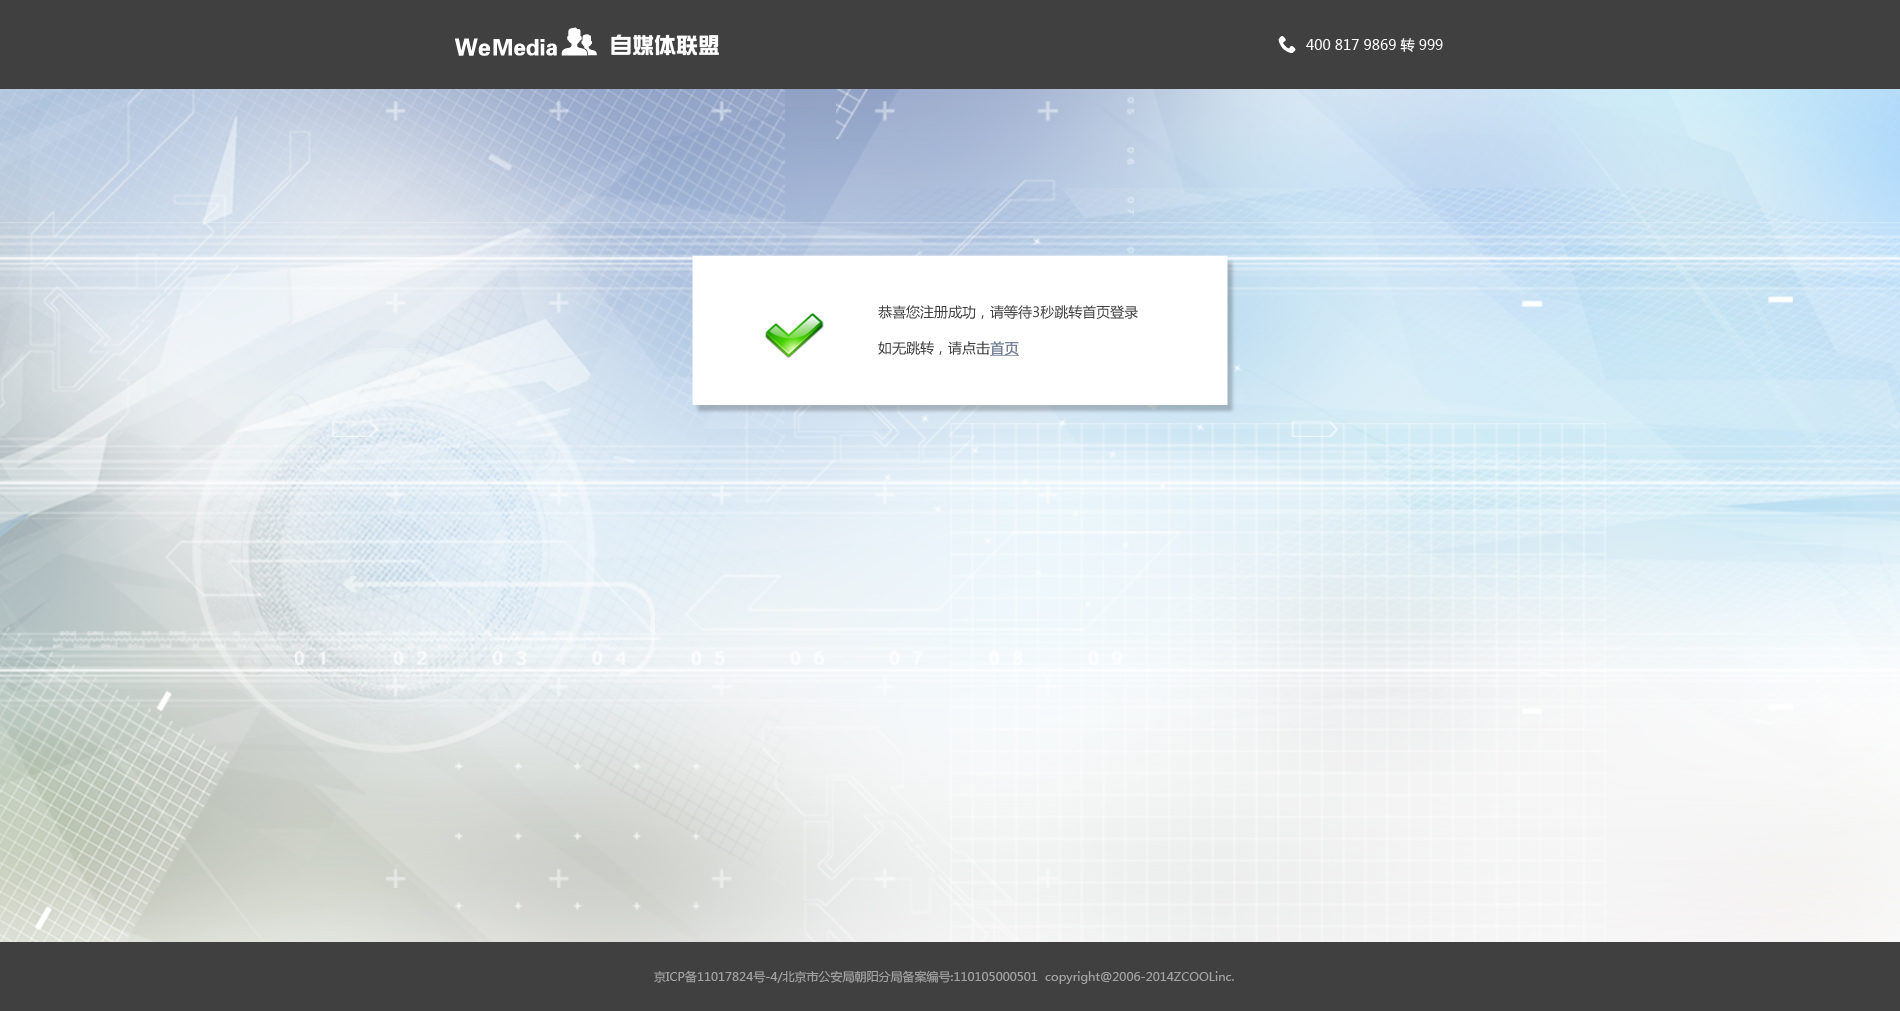 WeMedia 自媒体联盟
400 817 9869 转 999
恭喜您注册成功，请等待3秒跳转首页登录
如无跳转，请点击首页
01 02 03 04 05 06 07 08 09
京ICP备11017824号-4/北京市公安局朝阳分局备案编号:110105000501 copyright@2006-2014ZCOOLinc.